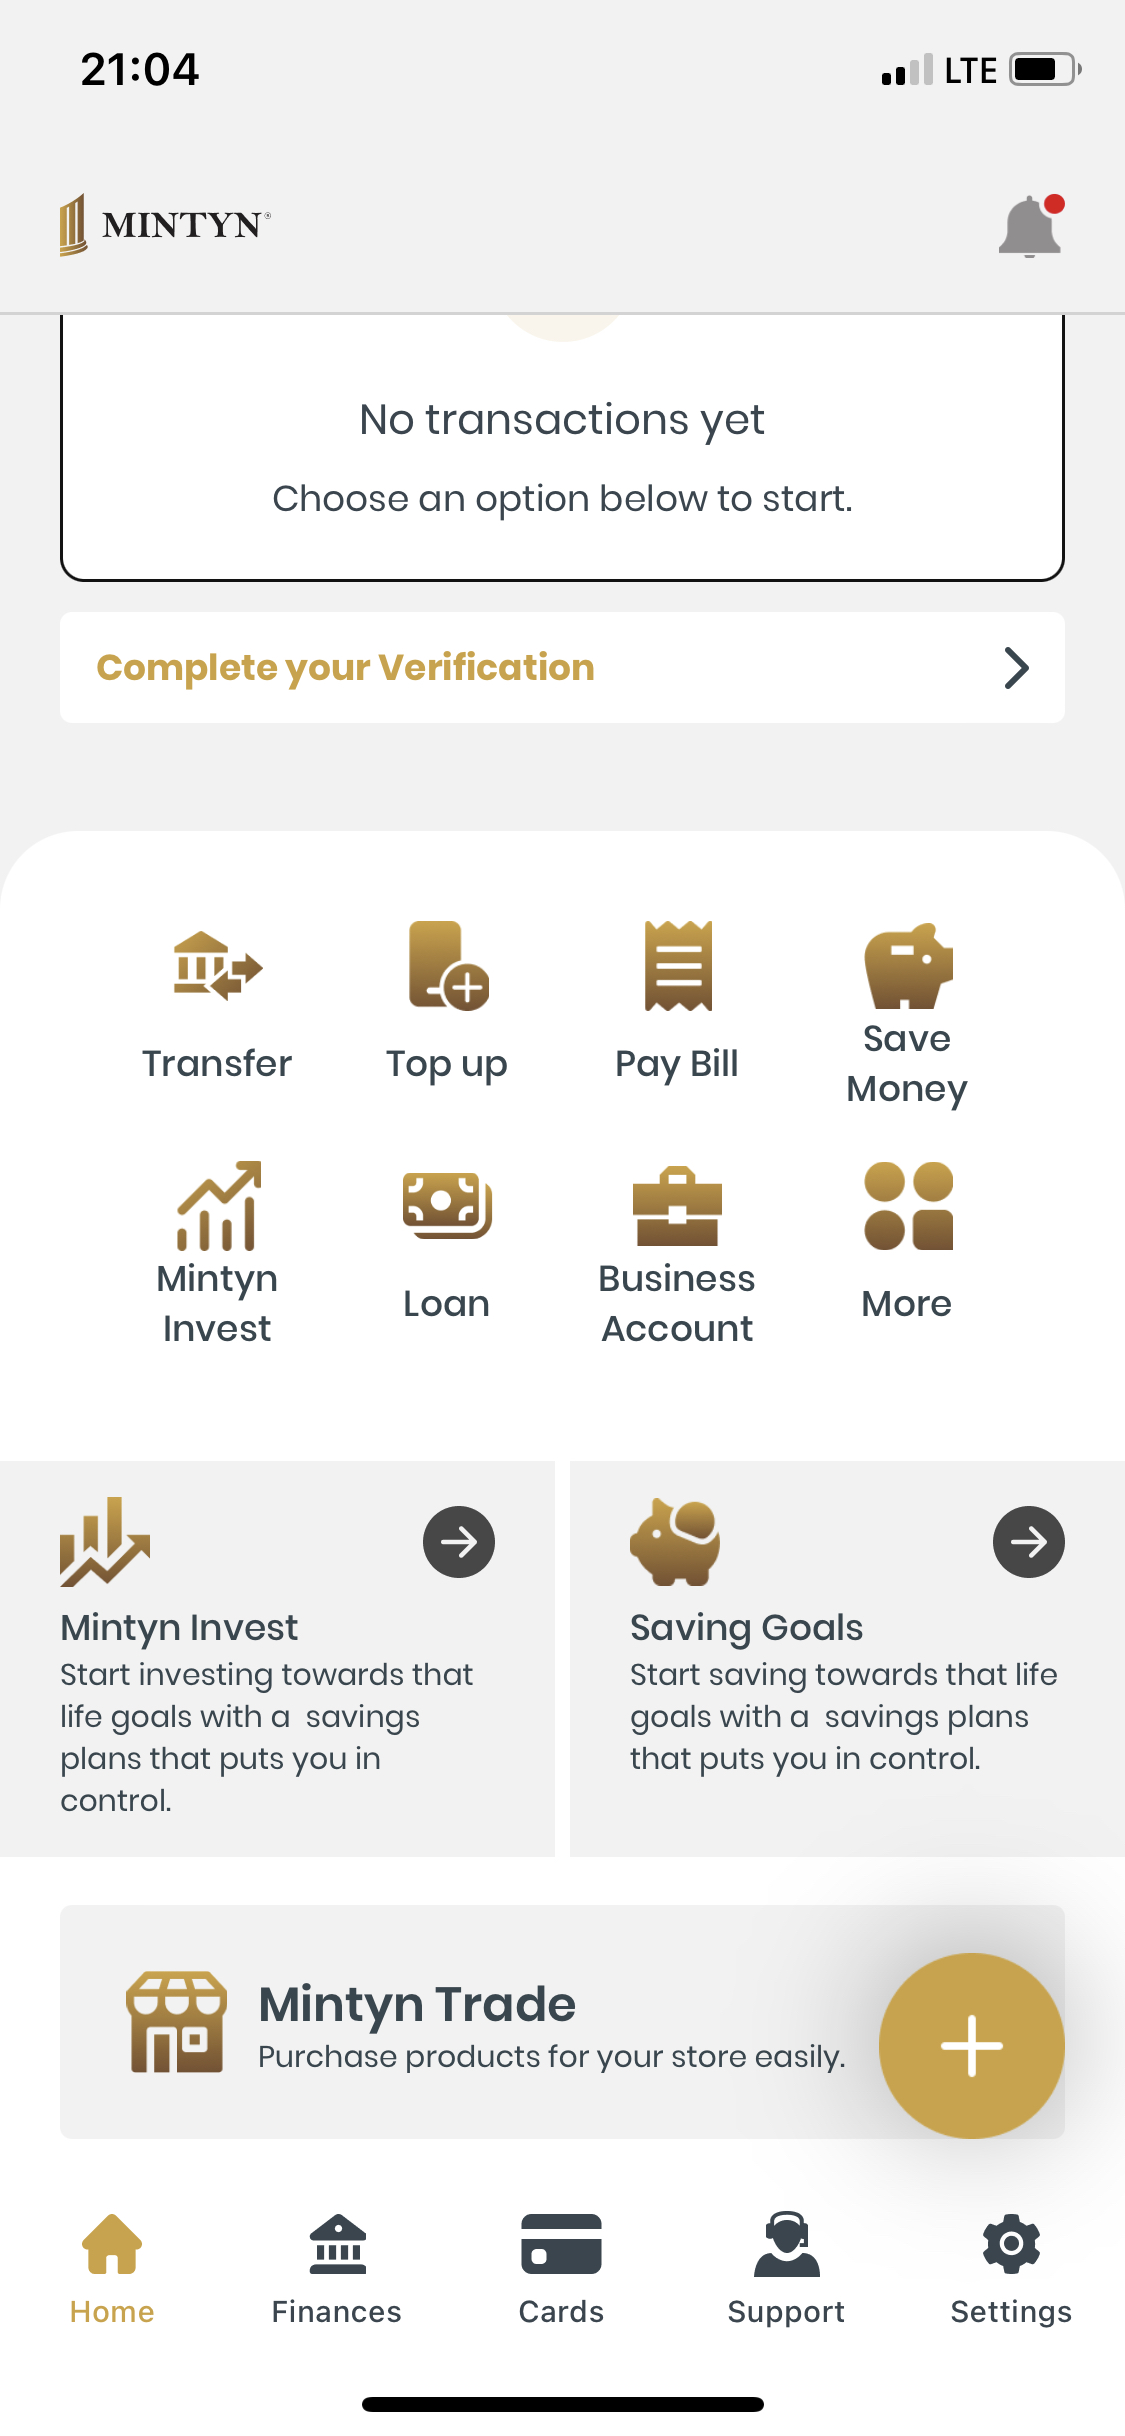 21:04
LTE
MINTYN®
No transactions yet
Choose an option below to start.
Complete your Verification
Transfer
Top up
Pay Bill
Save
Money
Mintyn
Invest
Loan
Business
Account
More
Mintyn Invest
Start investing towards that
life goals with a  savings
plans that puts you in
control.
Saving Goals
Start saving towards that life
goals with a  savings plans
that puts you in control.
Mintyn Trade
Purchase products for your store easily.
Home
Finances
Cards
Support
Settings